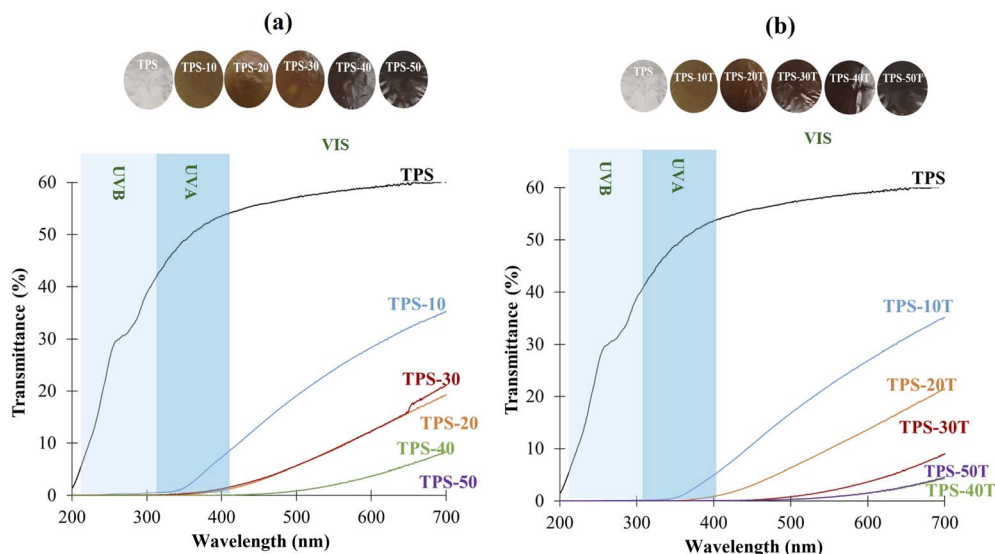 (a)
TPS TPS-10 TPS-20 TPS-30 TPS-40 TPS-50
VIS
UVB
UVA
TPS
TPS-10
TPS-30
TPS-20
TPS-40
TPS-50
Transmittance (%)
60
50
40
30
20
10
0
200 300 400 500 600 700
Wavelength (nm)
(b)
TPS TPS-10T TPS-20T TPS-30T TPS-40T TPS-50T
VIS
UVB
UVA
TPS
TPS-10T
TPS-20T
TPS-30T
TPS-50T
TPS-40T
Transmittance (%)
60
50
40
30
20
10
0
200 300 400 500 600 700
Wavelength (nm)